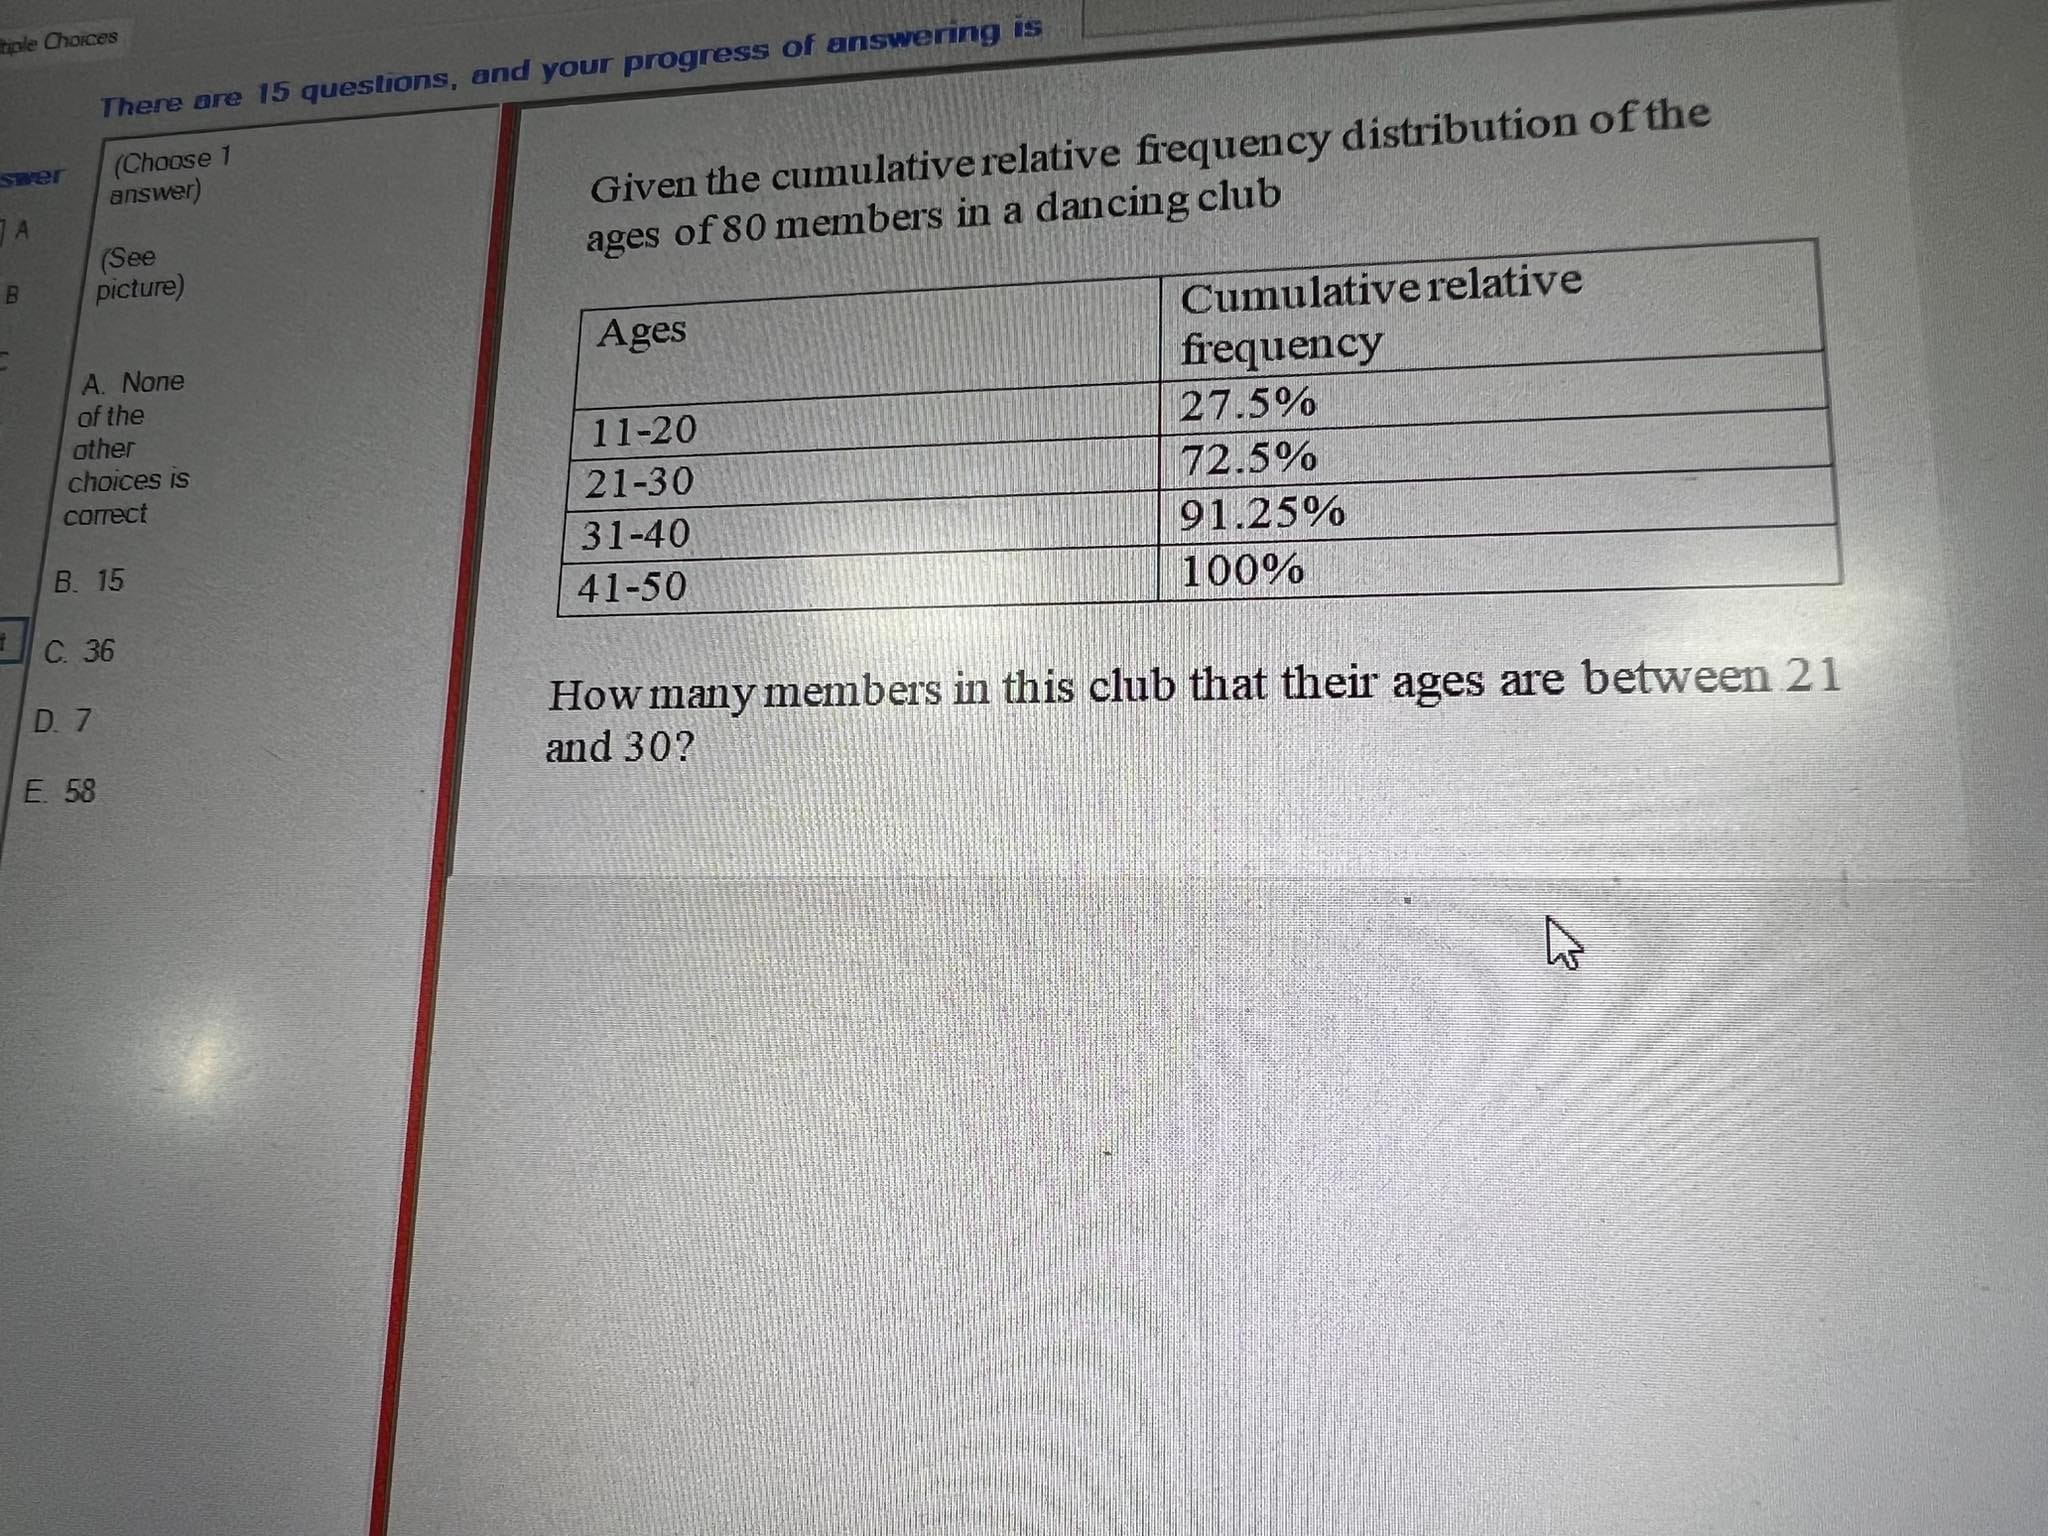 Choices
There are 15 questions, and your progress of answering is
(Choose 1
answer)
A
B
(See
picture)
A. None
of the
other
choices is
correct
B. 15
C. 36
D. 7
E. 58
Given the cumulative relative frequency distribution of the
ages of 80 members in a dancing club
Ages
Cumulative relative
frequency
11-20 27.5%
21-30 72.5%
31-40 91.25%
41-50 100%
How many members in this club that their ages are between 21
and 30?